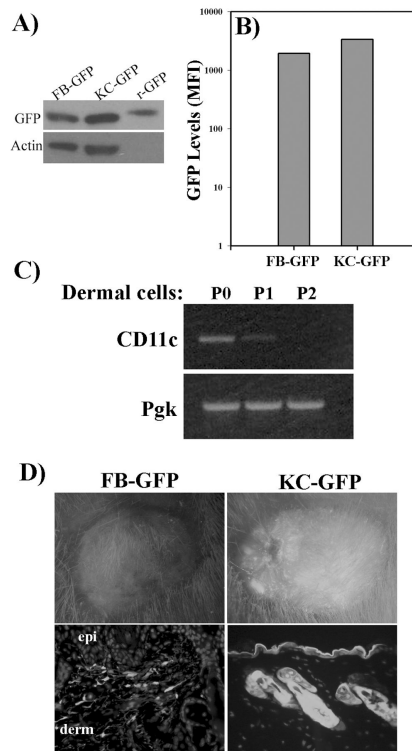 A)
FB-GFP KC-GFP r-GFP
GFP
Actin
B)
GFP Levels (MFI)
10000
1000
100
10
1
FB-GFP KC-GFP
C)
Dermal cells: P0 P1 P2
CD11c
Pgk
D)
FB-GFP KC-GFP
epi
derm